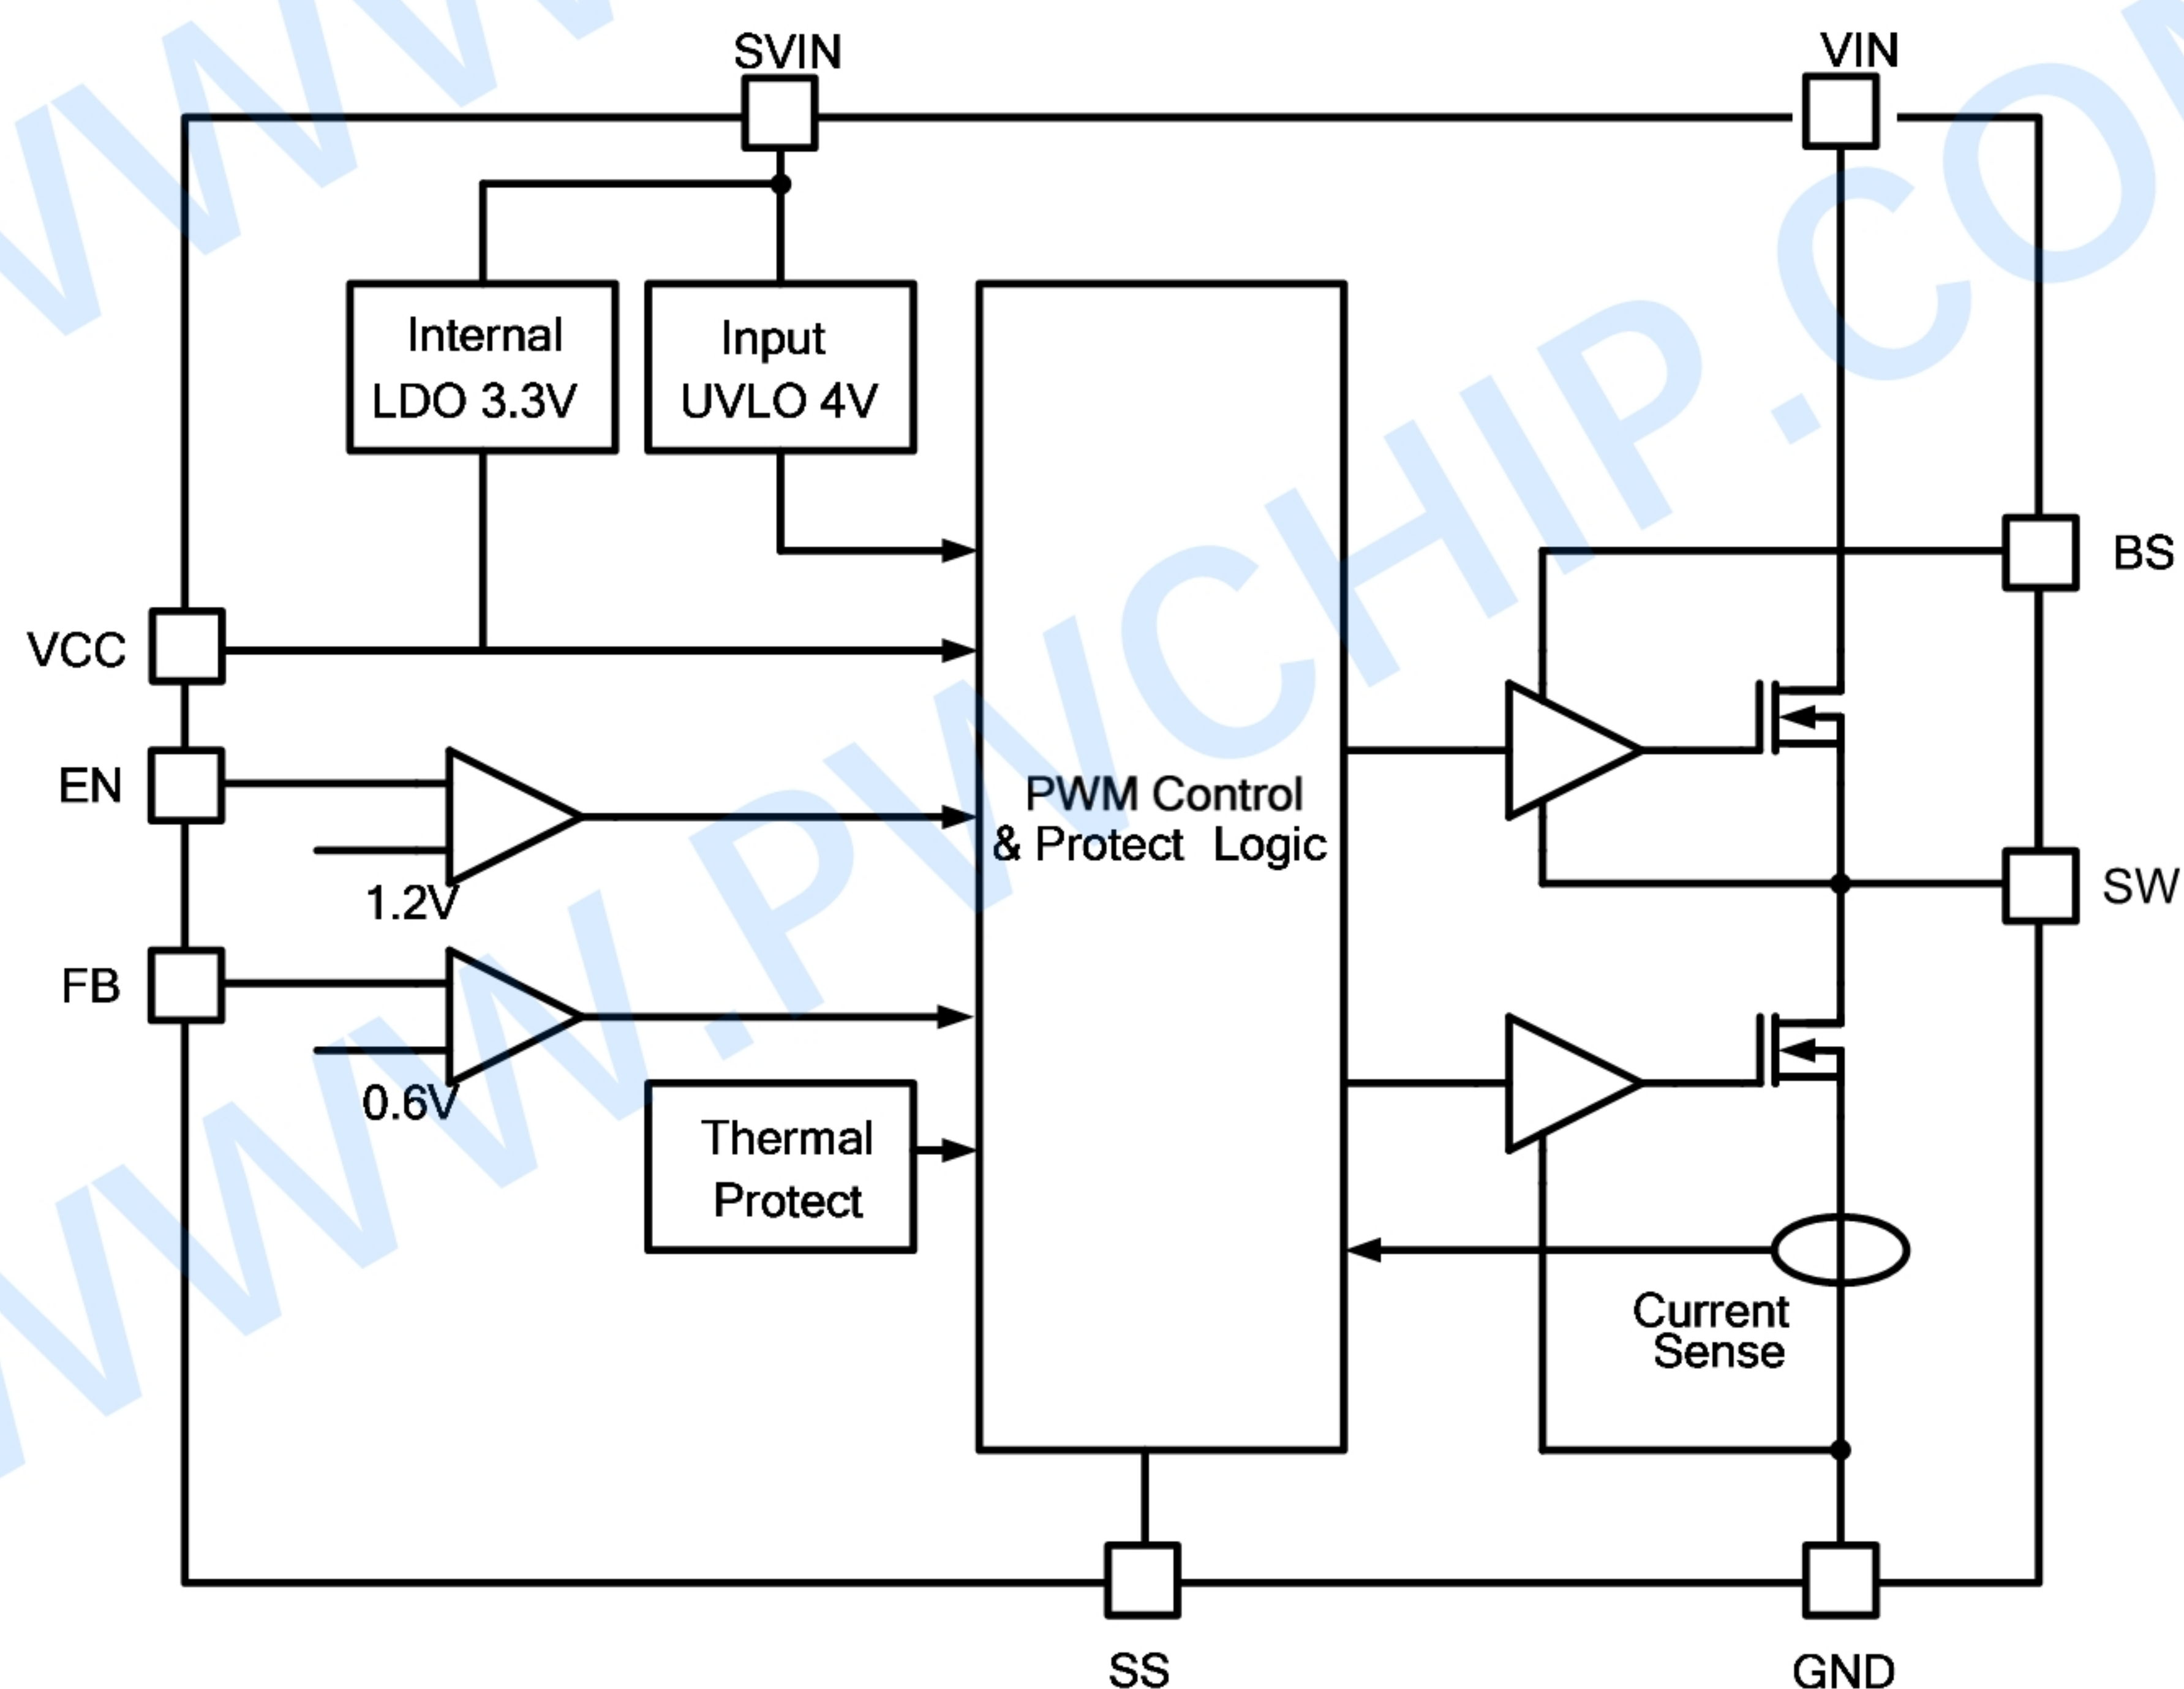 SVIN
VIN
Internal
LDO 3.3V
Input
UVLO 4V
BS
VCC
EN
1.2V
PWM Control
& Protect Logic
SW
FB
0.6V
Thermal
Protect
Current
Sense
SS
GND
WWW.PWCHIP.COM